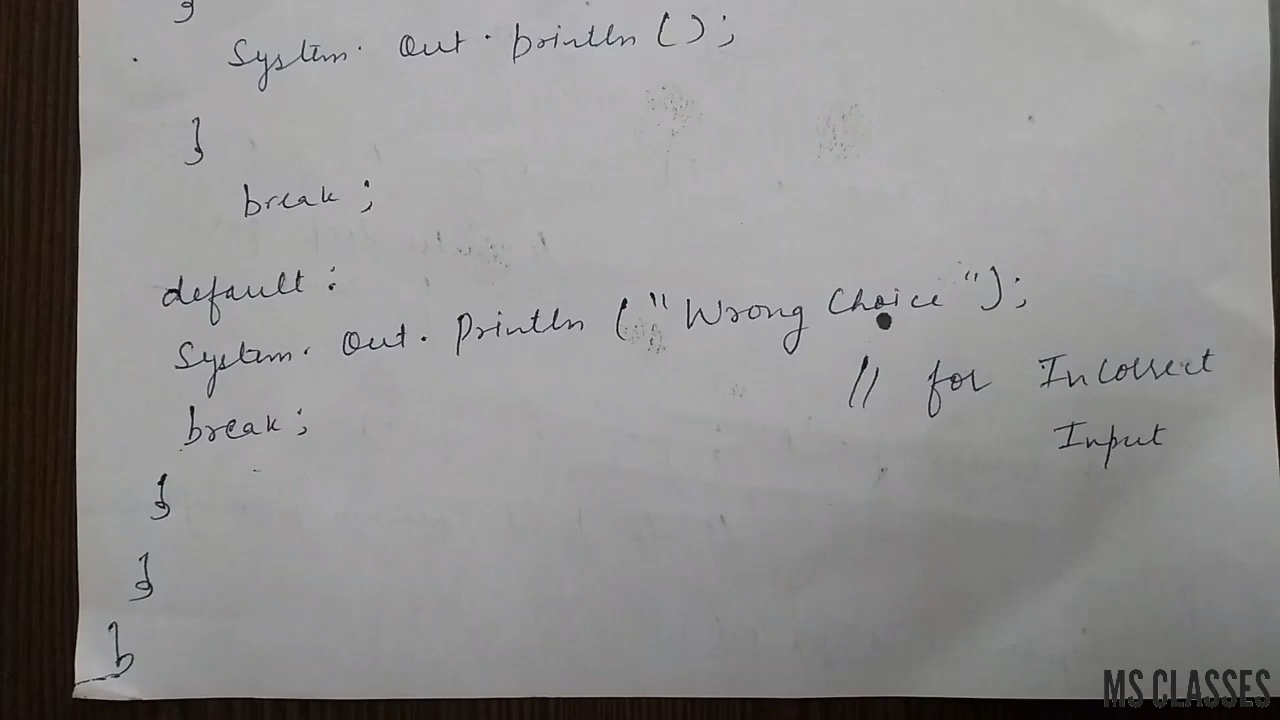 }
System. Out. println ();
}
break;
default:
System. Out. Println ("Wrong Choice");
// for Incorrect
Input
break;
}
}
}
MS CLASSES